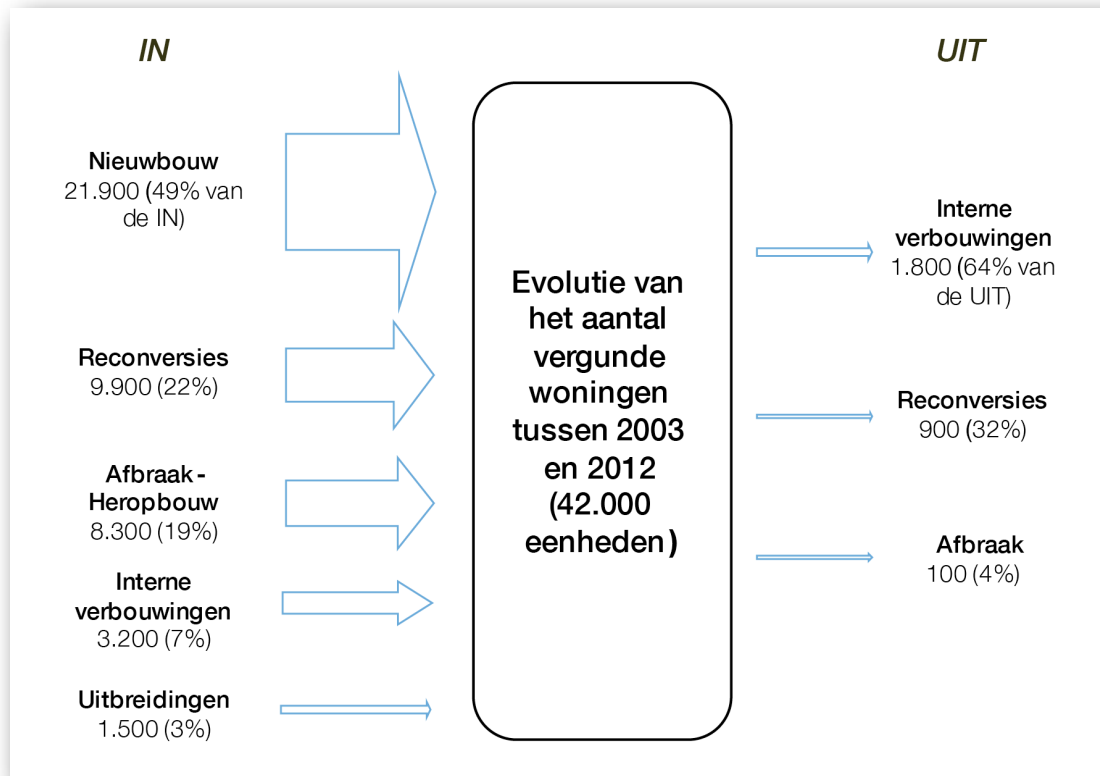 IN
Nieuwbouw
21.900 (49% van
de IN)
Reconversies
9.900 (22%)
Afbraak -
Heropbouw
8.300 (19%)
Interne
verbouwingen
3.200 (7%)
Uitbreidingen
1.500 (3%)
Evolutie van
het aantal
vergunde
woningen
tussen 2003
en 2012
(42.000
eenheden)
UIT
Interne
verbouwingen
1.800 (64% van
de UIT)
Reconversies
900 (32%)
Afbraak
100 (4%)